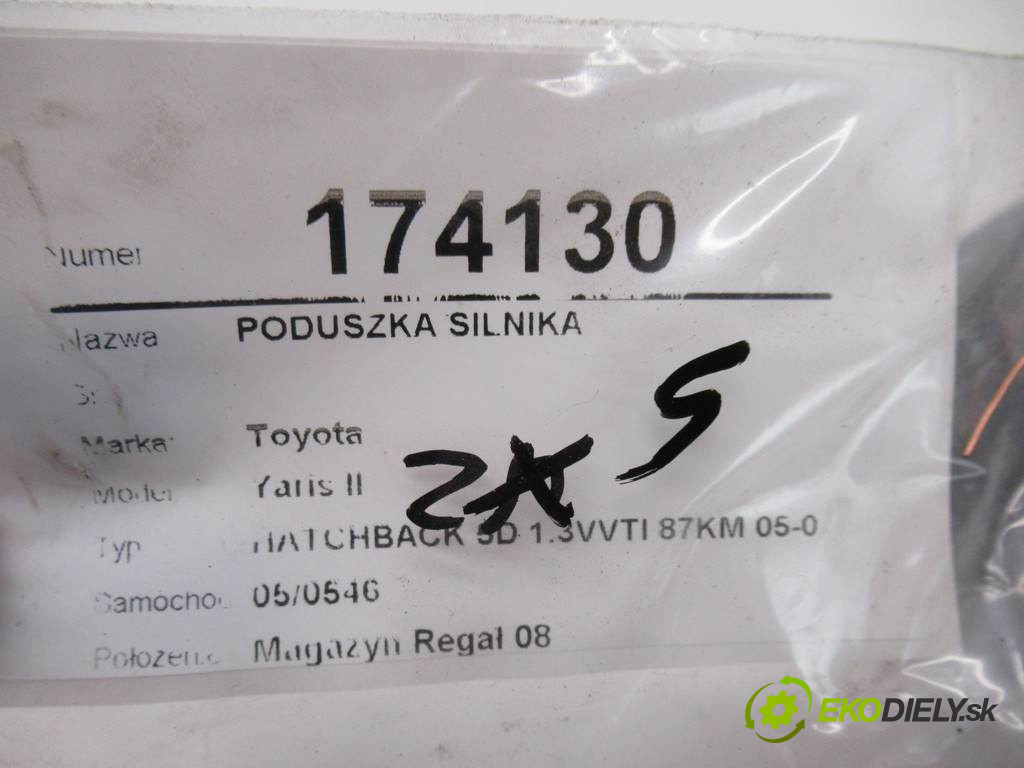 Numer 174130
Nazwa PODUSZKA SILNIKA
Marka: Toyota
Model Yaris II
Typ HATCHBACK 5D 1.3VVTI 87KM 05-0
Samochod 05/0546
Położenie Magazyn Regał 08
EKODIELY.sk